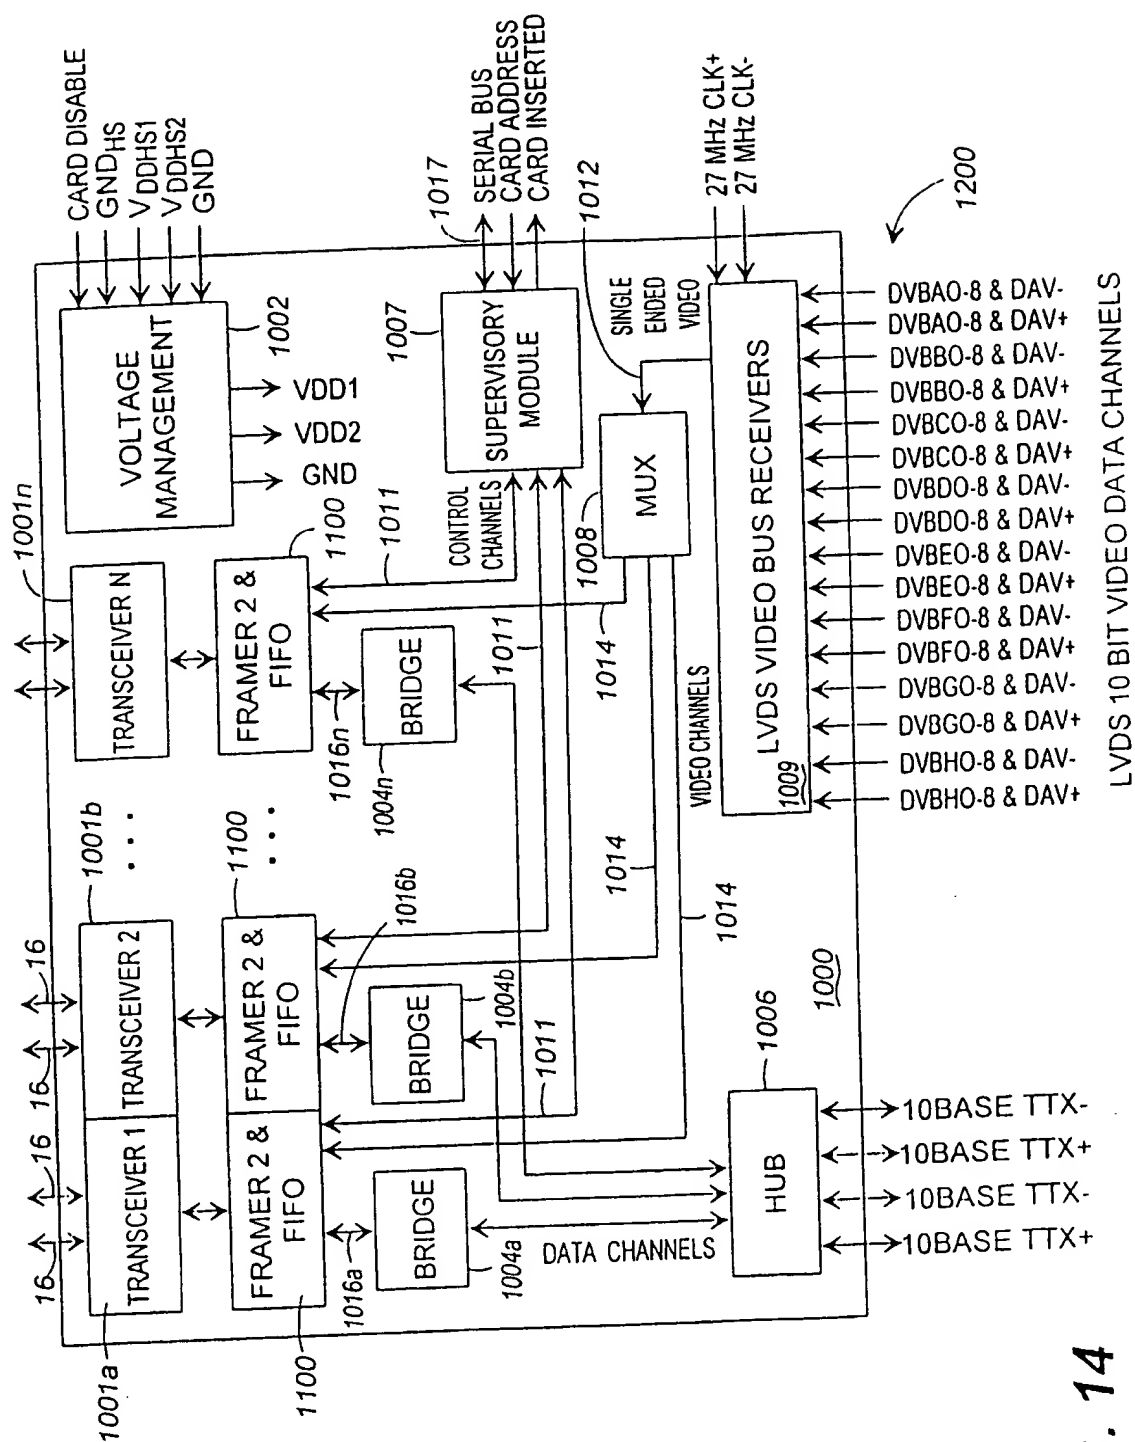 CARD DISABLE
GNDHS
VDDHS1
VDDHS2
GND
VOLTAGE
MANAGEMENT
1002
VDD1
VDD2
GND
1001n
TRANSCEIVER N
1001b
. . .
TRANSCEIVER 2
TRANSCEIVER 1
1001a
16
16
16
16
1100
FRAMER 2 &
FIFO
1100
. . .
FRAMER 2 &
FIFO
FRAMER 2 &
FIFO
1100
1011
CONTROL
CHANNELS
1017
SERIAL BUS
CARD ADDRESS
CARD INSERTED
1007
SUPERVISORY
MODULE
1012
SINGLE
ENDED
VIDEO
1008
MUX
1014
1011
1016n
BRIDGE
1004n
1016b
BRIDGE
1004b
1011
1016a
BRIDGE
1004a
DATA CHANNELS
VIDEO CHANNELS
1014
1014
27 MHz CLK+
27 MHz CLK-
LVDS VIDEO BUS RECEIVERS
1009
1200
1000
1006
HUB
DVBAO-8 & DAV-
DVBAO-8 & DAV+
DVBBO-8 & DAV-
DVBBO-8 & DAV+
DVBCO-8 & DAV-
DVBCO-8 & DAV+
DVBDO-8 & DAV-
DVBDO-8 & DAV+
DVBEO-8 & DAV-
DVBEO-8 & DAV+
DVBFO-8 & DAV-
DVBFO-8 & DAV+
DVBGO-8 & DAV-
DVBGO-8 & DAV+
DVBHO-8 & DAV-
DVBHO-8 & DAV+
LVDS 10 BIT VIDEO DATA CHANNELS
10BASE TTX-
10BASE TTX+
10BASE TTX-
10BASE TTX+
. 14